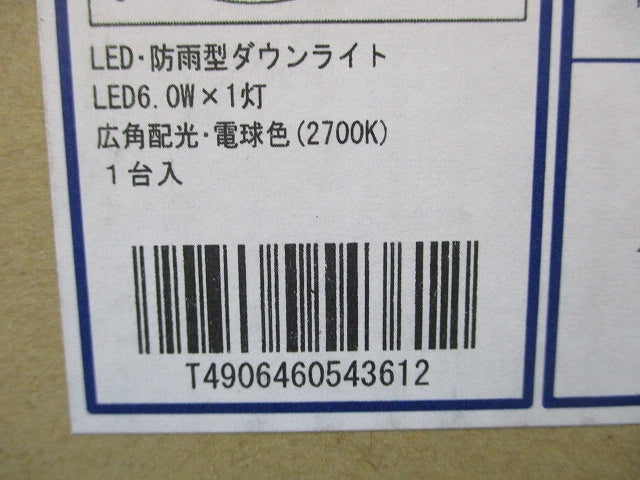 LED・防雨型ダウンライト
LED6.0W×1灯
広角配光・電球色(2700K)
1台入
T4906460543612